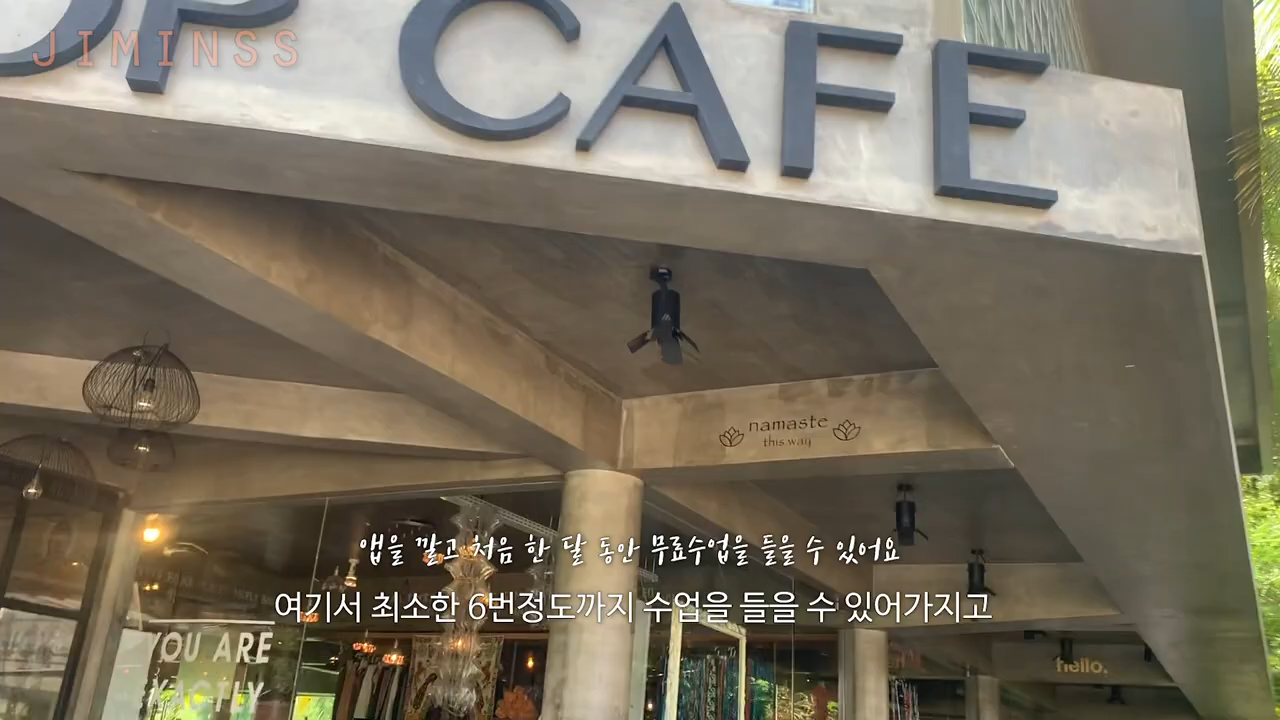 JIMINSS
OP CAFE
namaste
this way
앱을 깔고 처음 한 달 동안 무료수업을 들을 수 있어요
여기서 최소한 6번정도까지 수업을 들을 수 있어가지고
YOU ARE
hello.